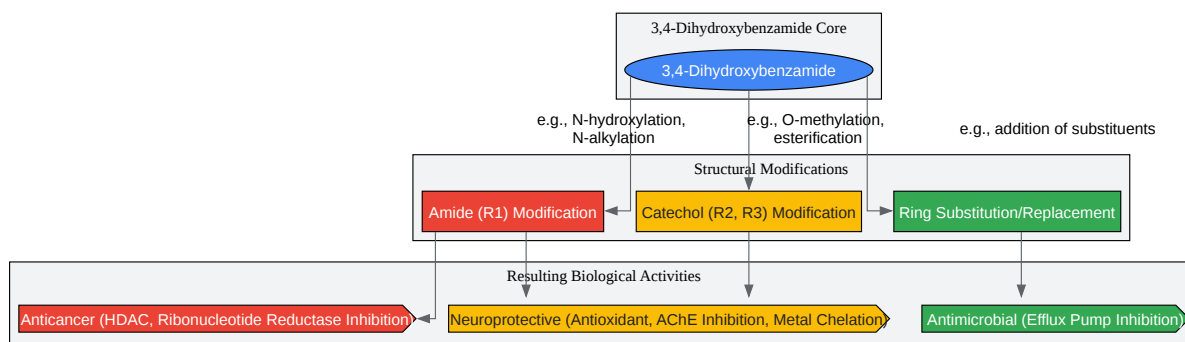 3,4-Dihydroxybenzamide Core
3,4-Dihydroxybenzamide
e.g., N-hydroxylation,
N-alkylation
e.g., O-methylation,
esterification
e.g., addition of substituents
Structural Modifications
Amide (R1) Modification
Catechol (R2, R3) Modification
Ring Substitution/Replacement
Resulting Biological Activities
Anticancer (HDAC, Ribonucleotide Reductase Inhibition)
Neuroprotective (Antioxidant, AChE Inhibition, Metal Chelation)
Antimicrobial (Efflux Pump Inhibition)